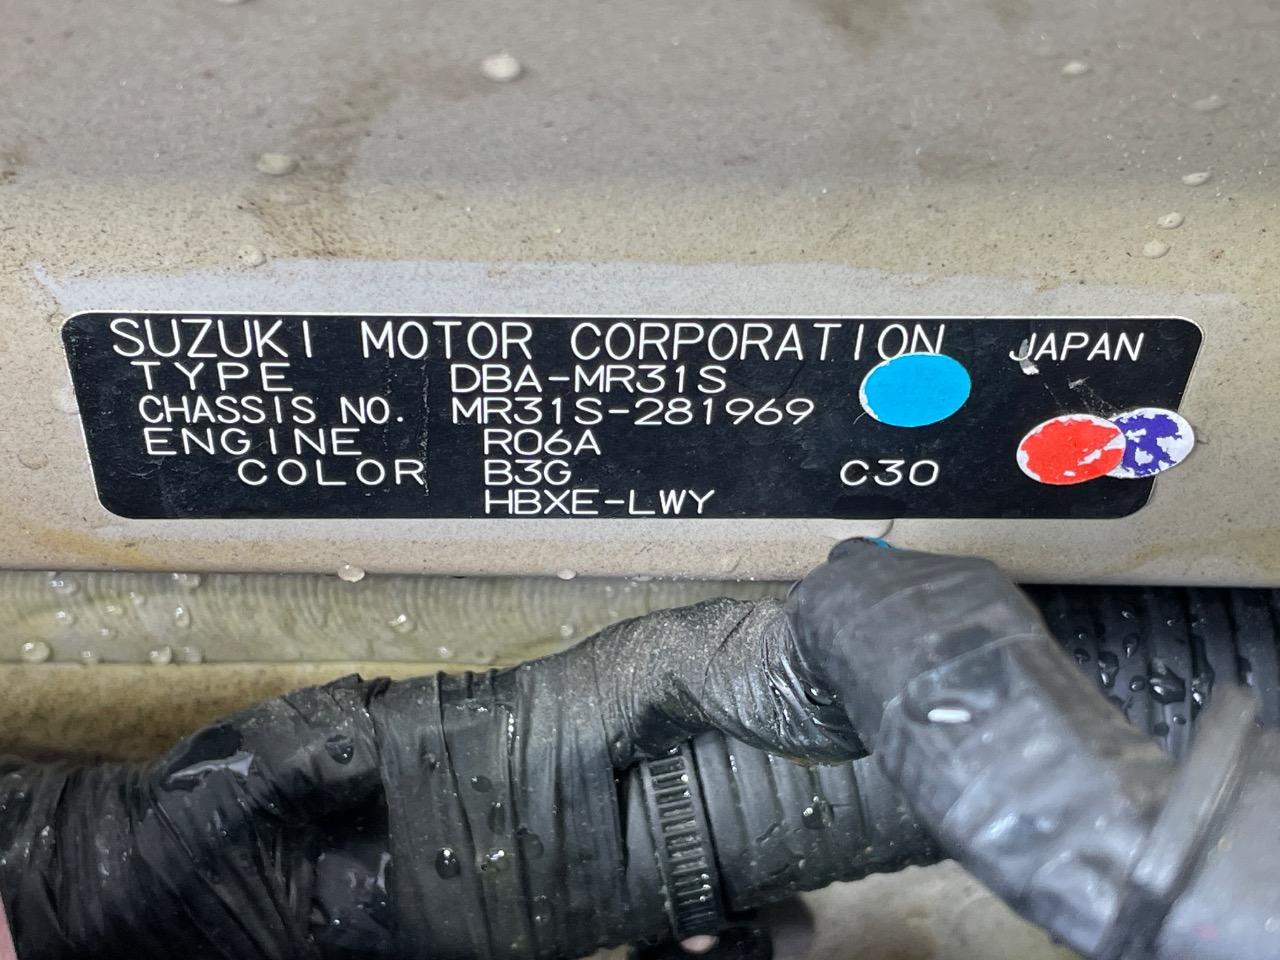 SUZUKI MOTOR CORPORATION JAPAN
TYPE DBA-MR31S
CHASSIS NO. MR31S-281969
ENGINE R06A
COLOR B3G C30
HBXE-LWY